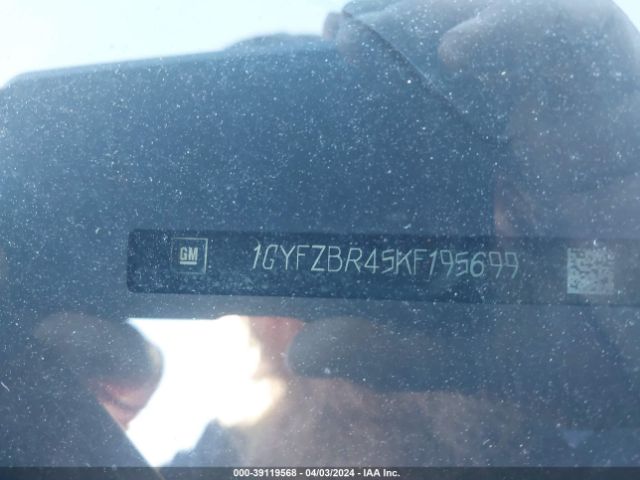 GM 1GYFZBR45KF195699
000-39119568 - 04/03/2024 - IAA Inc.